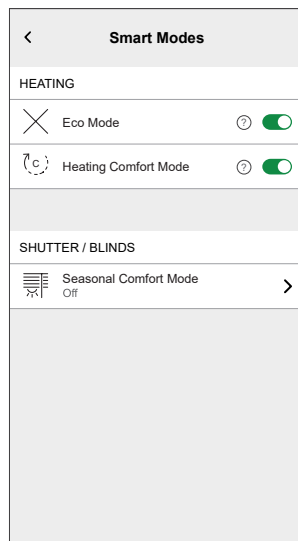 Smart Modes
HEATING
Eco Mode ?
C Heating Comfort Mode ?
SHUTTER / BLINDS
Seasonal Comfort Mode
Off